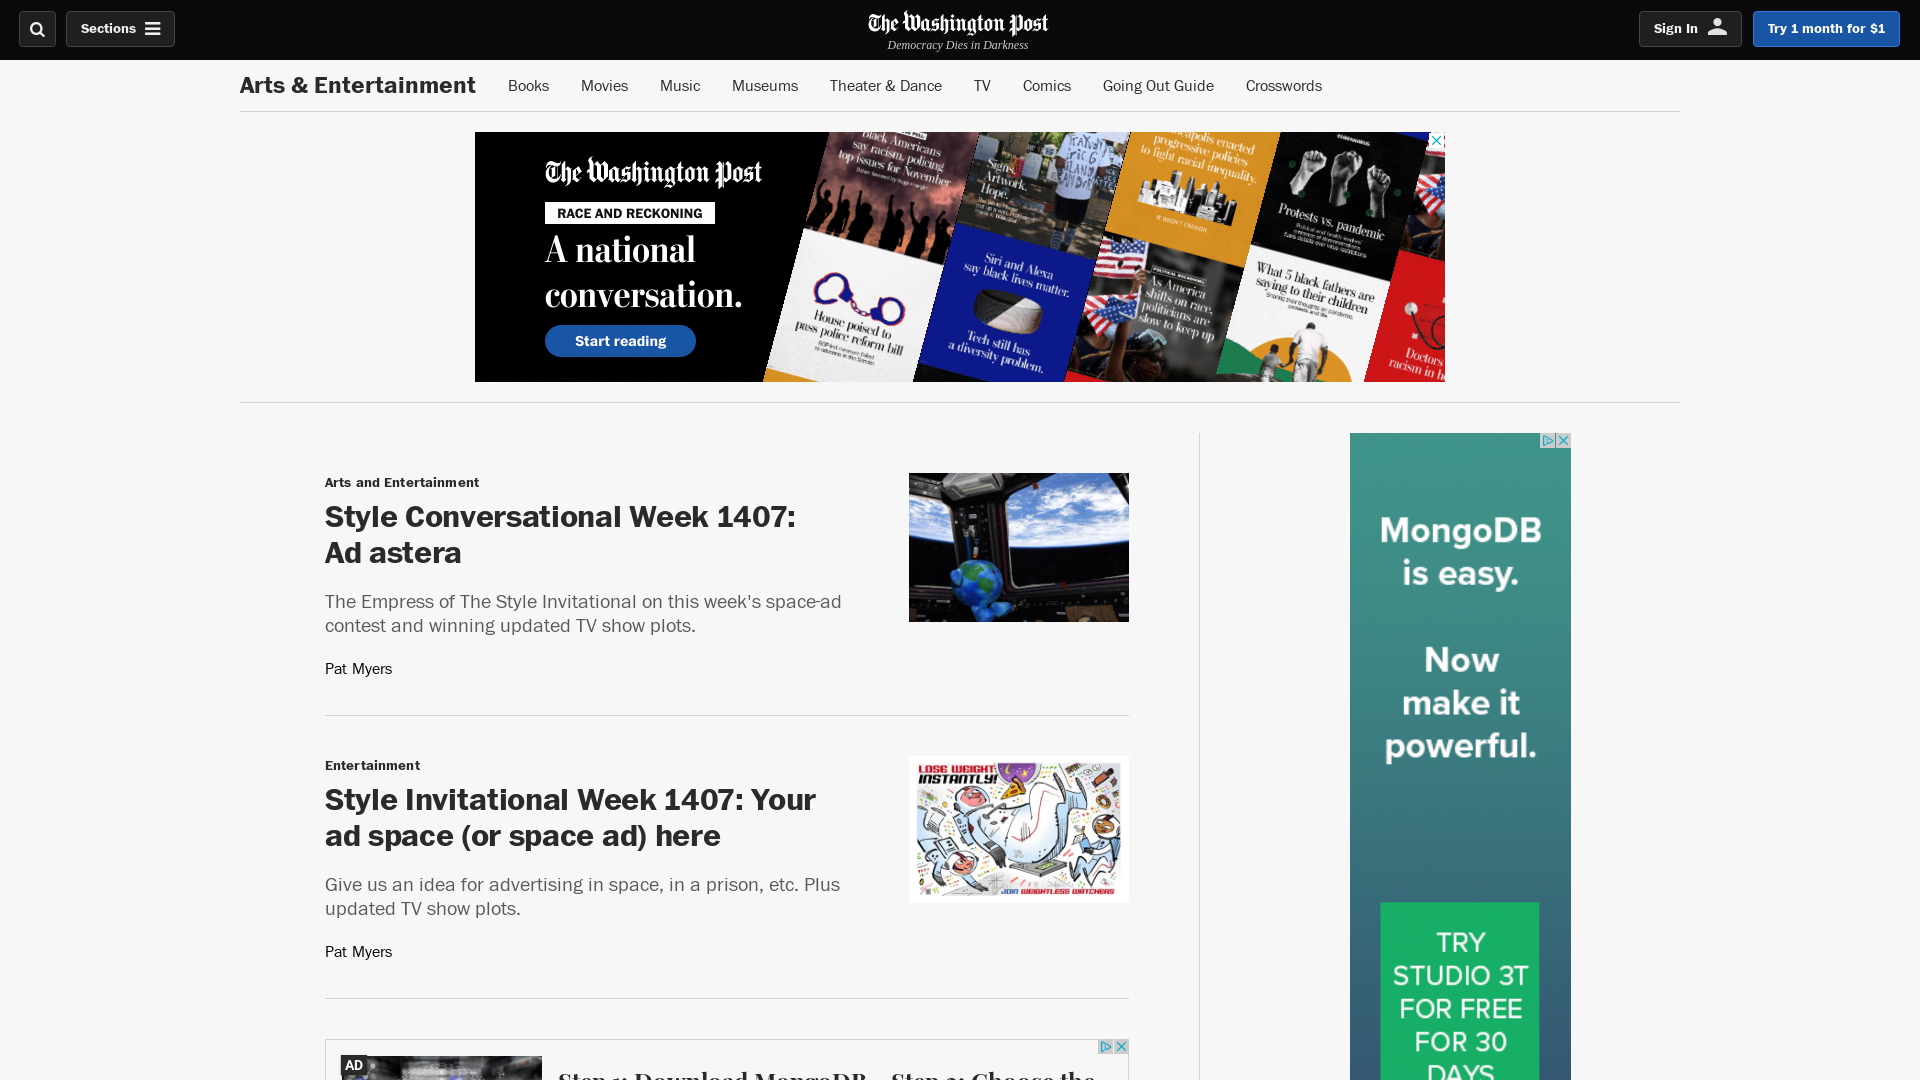 Sections
The Washington Post
Democracy Dies in Darkness
Sign In
Try 1 month for $1
Arts & Entertainment
Books
Movies
Music
Museums
Theater & Dance
TV
Comics
Going Out Guide
Crosswords
The Washington Post
RACE AND RECKONING
A national
conversation.
Start reading
Black Americans
say racism, policing
top issues for November
Signs.
Artwork.
Hope.
progressive policies
to fight racial inequality.
IT WASN'T ENOUGH
CORONAVIRUS
Protests vs. pandemic
House poised to
pass police reform bill
Siri and Alexa
say black lives matter.
Tech still has
a diversity problem.
POLITICAL RECKONING
As America
shifts on race,
politicians are
slow to keep up
What 5 black fathers are
saying to their children
Doctors
racism in
Arts and Entertainment
Style Conversational Week 1407:
Ad astera
The Empress of The Style Invitational on this week's space-ad
contest and winning updated TV show plots.
Pat Myers
Entertainment
Style Invitational Week 1407: Your
ad space (or space ad) here
Give us an idea for advertising in space, in a prison, etc. Plus
updated TV show plots.
Pat Myers
LOSE WEIGHT
INSTANTLY!
JOIN WEIGHTLESS WATCHERS
AD
Step 1: Download MongoDB - Step 2: Choose the
MongoDB
is easy.
Now
make it
powerful.
TRY
STUDIO 3T
FOR FREE
FOR 30
DAYS